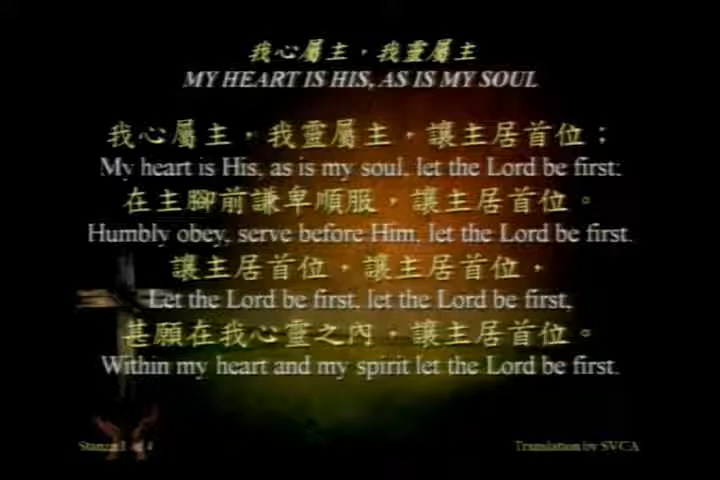 我心屬主，我靈屬主
MY HEART IS HIS, AS IS MY SOUL
我心屬主，我靈屬主，讓主居首位；
My heart is His, as is my soul, let the Lord be first;
在主腳前謙卑順服，讓主居首位。
Humbly obey, serve before Him, let the Lord be first.
讓主居首位，讓主居首位，
Let the Lord be first, let the Lord be first,
甚願在我心靈之內，讓主居首位。
Within my heart and my spirit let the Lord be first.
Stanza 1 of 4
Translation by SVCA